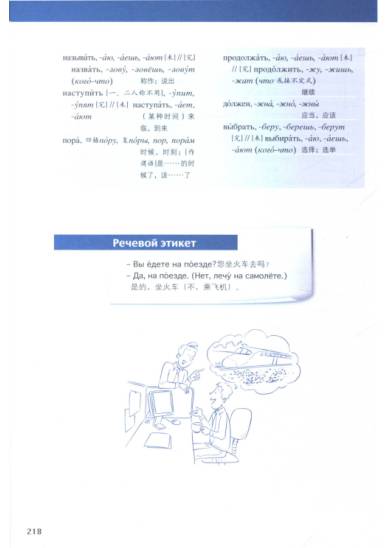 называ́ть, -а́ю, -а́ешь, -а́ют [未] // [完]
назва́ть, -зову́, -зовёшь, -зову́т
(кого́-что) 称作；说出
наступи́ть [一、二人称不用], -у́пит,
-у́пят [完] // [未] наступа́ть, -а́ет,
-а́ют （某种时间）来
临，到来
пора́, 四格по́ру, 复по́ры, пор, пора́м
时候，时刻；[作
谓语]是……的时
候了，该……了
продолжа́ть, -а́ю, -а́ешь, -а́ют [未]
// [完] продо́лжить, -жу, -жишь,
-жат (что 或接不定式)
继续
до́лжен, -жна́, -жно́, -жны́
应当，应该
вы́брать, -беру, -берешь, -берут
[完] // [未] выбира́ть, -а́ю, -а́ешь,
-а́ют (кого́-что) 选择；选举
Речевой этикет
– Вы е́дете на по́езде?您坐火车去吗？
– Да, на по́езде. (Нет, лечу́ на самолёте.)
是的，坐火车（不，乘飞机）。
218